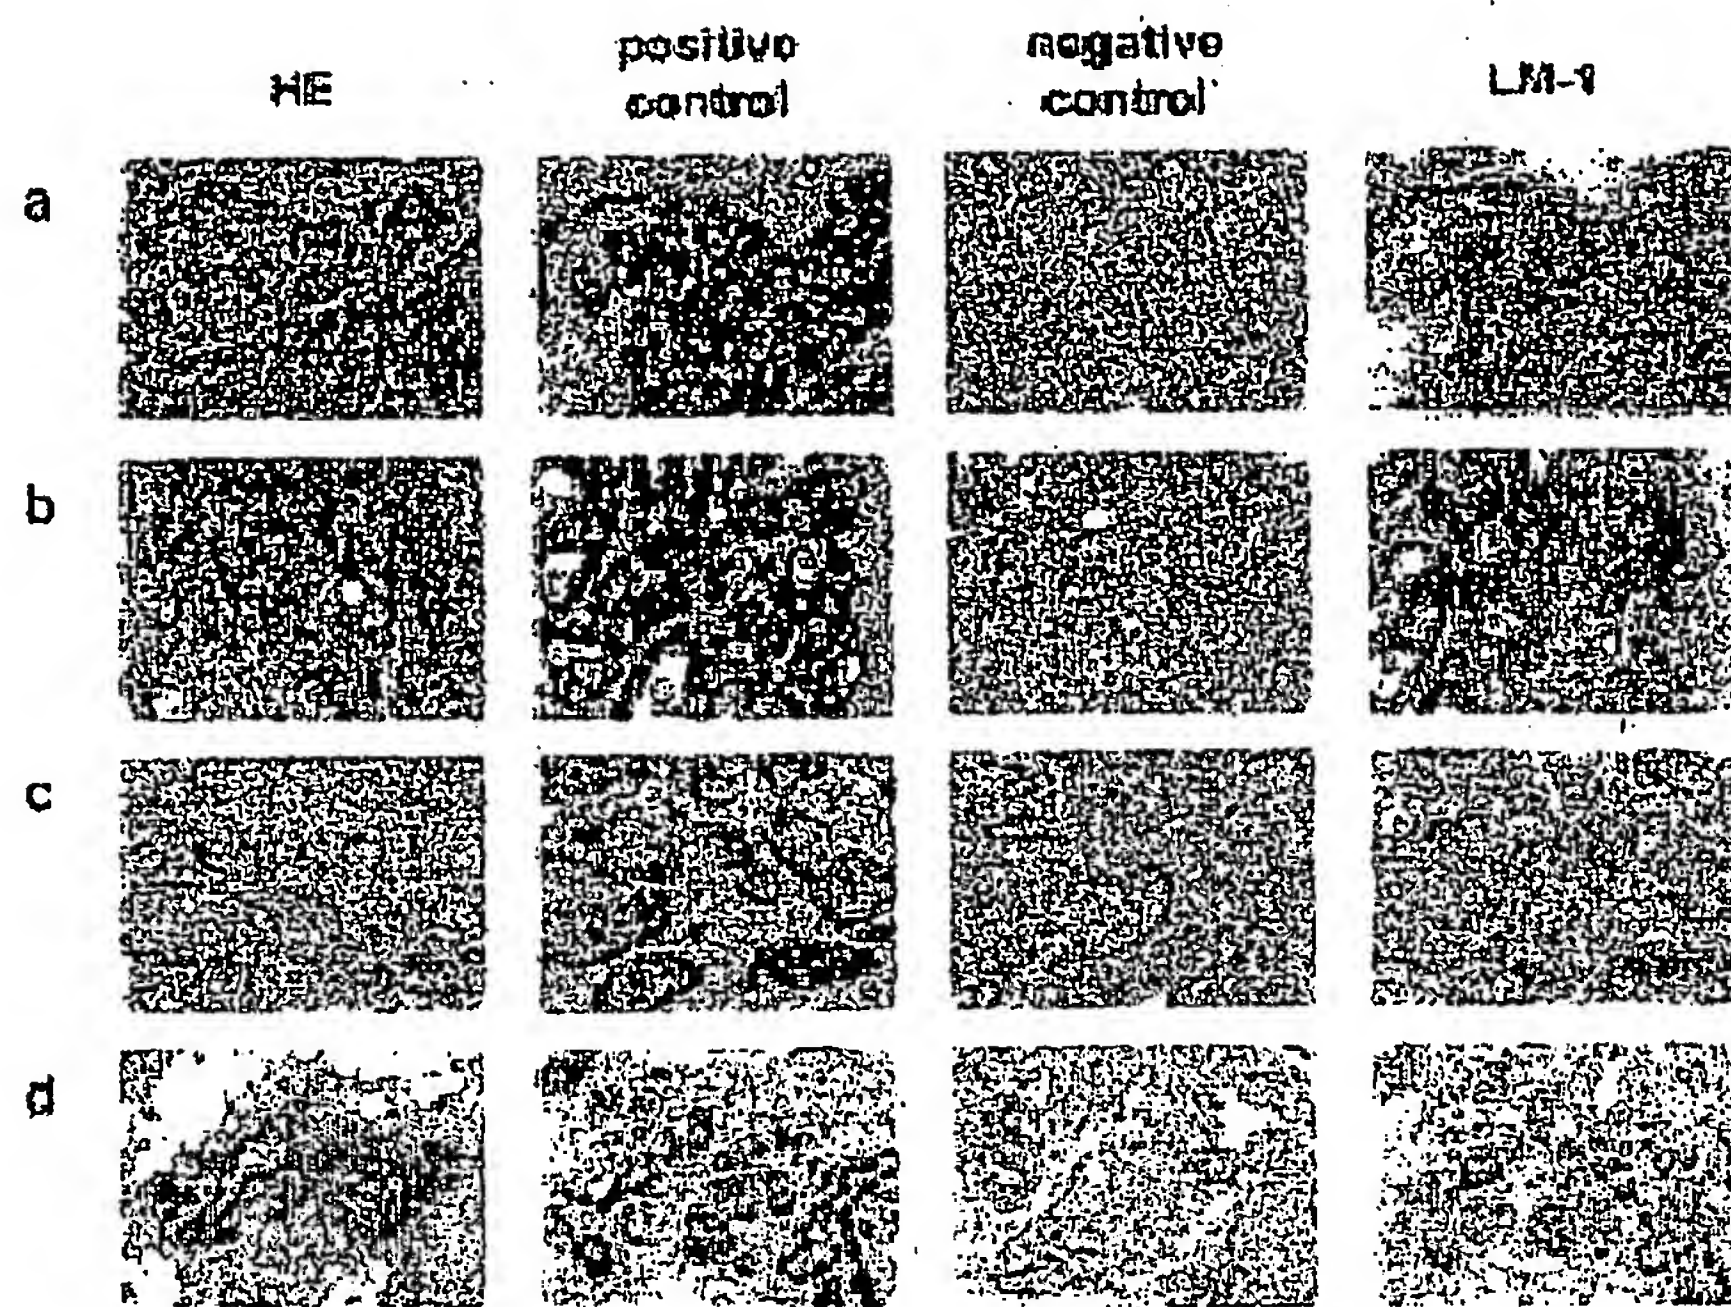 HE
positive
control
negative
control
LM-1
a
b
c
d